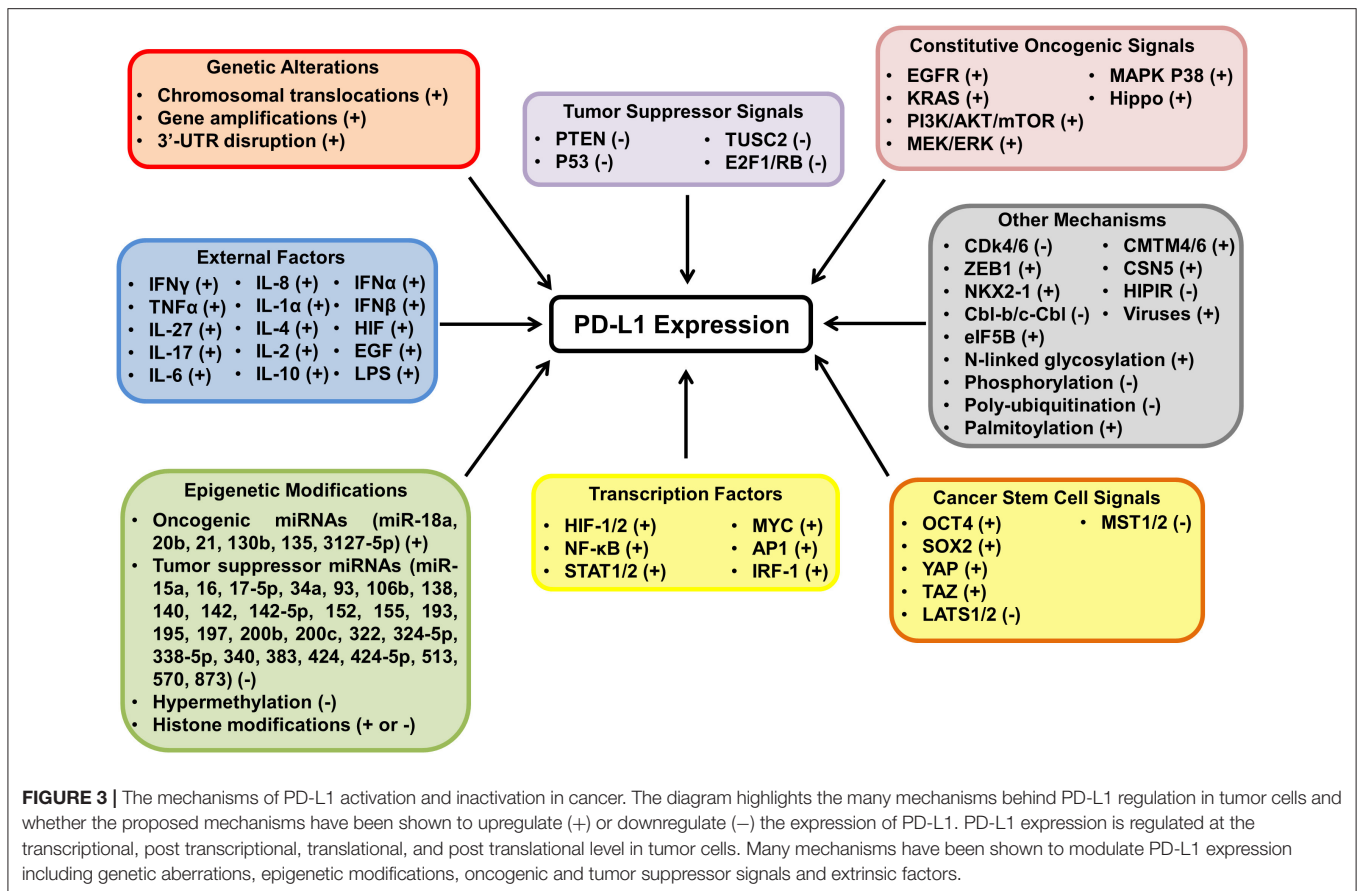 Genetic Alterations
• Chromosomal translocations (+)
• Gene amplifications (+)
• 3'-UTR disruption (+)
Tumor Suppressor Signals
• PTEN (-) • TUSC2 (-)
• P53 (-) • E2F1/RB (-)
Constitutive Oncogenic Signals
• EGFR (+) • MAPK P38 (+)
• KRAS (+) • Hippo (+)
• PI3K/AKT/mTOR (+)
• MEK/ERK (+)
External Factors
• IFNγ (+) • IL-8 (+) • IFNα (+)
• TNFα (+) • IL-1α (+) • IFNβ (+)
• IL-27 (+) • IL-4 (+) • HIF (+)
• IL-17 (+) • IL-2 (+) • EGF (+)
• IL-6 (+) • IL-10 (+) • LPS (+)
PD-L1 Expression
Other Mechanisms
• CDk4/6 (-) • CMTM4/6 (+)
• ZEB1 (+) • CSN5 (+)
• NKX2-1 (+) • HIPIR (-)
• Cbl-b/c-Cbl (-) • Viruses (+)
• eIF5B (+)
• N-linked glycosylation (+)
• Phosphorylation (-)
• Poly-ubiquitination (-)
• Palmitoylation (+)
Epigenetic Modifications
• Oncogenic miRNAs (miR-18a,
20b, 21, 130b, 135, 3127-5p) (+)
• Tumor suppressor miRNAs (miR-
15a, 16, 17-5p, 34a, 93, 106b, 138,
140, 142, 142-5p, 152, 155, 193,
195, 197, 200b, 200c, 322, 324-5p,
338-5p, 340, 383, 424, 424-5p, 513,
570, 873) (-)
• Hypermethylation (-)
• Histone modifications (+ or -)
Transcription Factors
• HIF-1/2 (+) • MYC (+)
• NF-κB (+) • AP1 (+)
• STAT1/2 (+) • IRF-1 (+)
Cancer Stem Cell Signals
• OCT4 (+) • MST1/2 (-)
• SOX2 (+)
• YAP (+)
• TAZ (+)
• LATS1/2 (-)
FIGURE 3 | The mechanisms of PD-L1 activation and inactivation in cancer. The diagram highlights the many mechanisms behind PD-L1 regulation in tumor cells and
whether the proposed mechanisms have been shown to upregulate (+) or downregulate (−) the expression of PD-L1. PD-L1 expression is regulated at the
transcriptional, post transcriptional, translational, and post translational level in tumor cells. Many mechanisms have been shown to modulate PD-L1 expression
including genetic aberrations, epigenetic modifications, oncogenic and tumor suppressor signals and extrinsic factors.